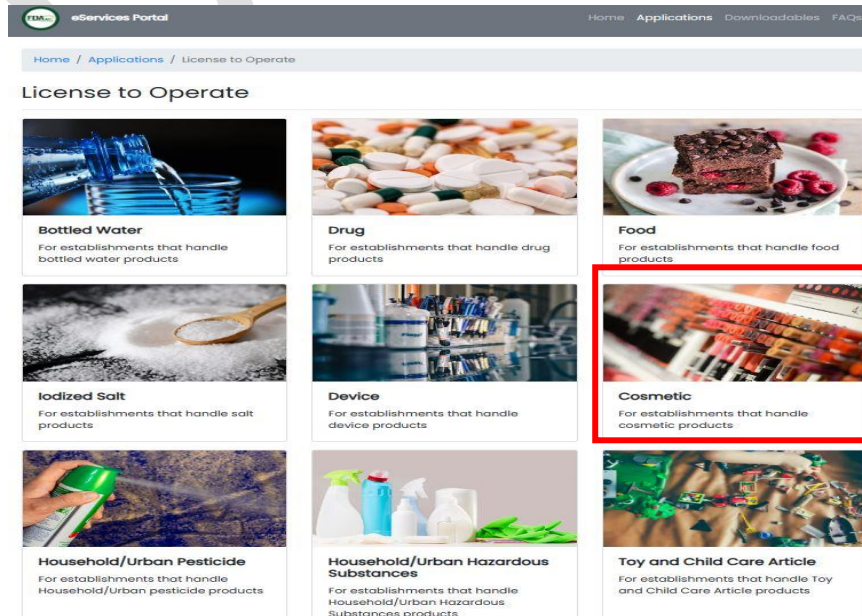 FDA
eServices Portal
Home Applications Downloadables FAQs
Home / Applications / License to Operate
License to Operate
Bottled Water
For establishments that handle
bottled water products
Drug
For establishments that handle drug
products
Food
For establishments that handle food
products
Iodized Salt
For establishments that handle salt
products
Device
For establishments that handle
device products
Cosmetic
For establishments that handle
cosmetic products
Household/Urban Pesticide
For establishments that handle
Household/Urban pesticide products
Household/Urban Hazardous
Substances
For establishments that handle
Household/Urban Hazardous
Substances products
Toy and Child Care Article
For establishments that handle Toy
and Child Care Article products